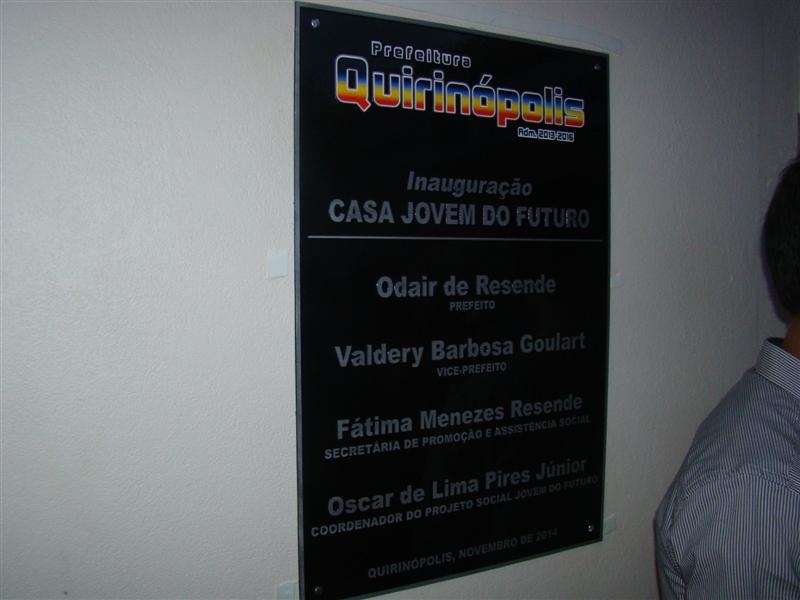 Prefeitura
Quirinópolis
Adm. 2013-2016
Inauguração
CASA JOVEM DO FUTURO
Odair de Resende
PREFEITO
Valdery Barbosa Goulart
VICE-PREFEITO
Fátima Menezes Resende
SECRETÁRIA DE PROMOÇÃO E ASSISTÊNCIA SOCIAL
Oscar de Lima Pires Júnior
COORDENADOR DO PROJETO SOCIAL JOVEM DO FUTURO
QUIRINÓPOLIS, NOVEMBRO DE 2014